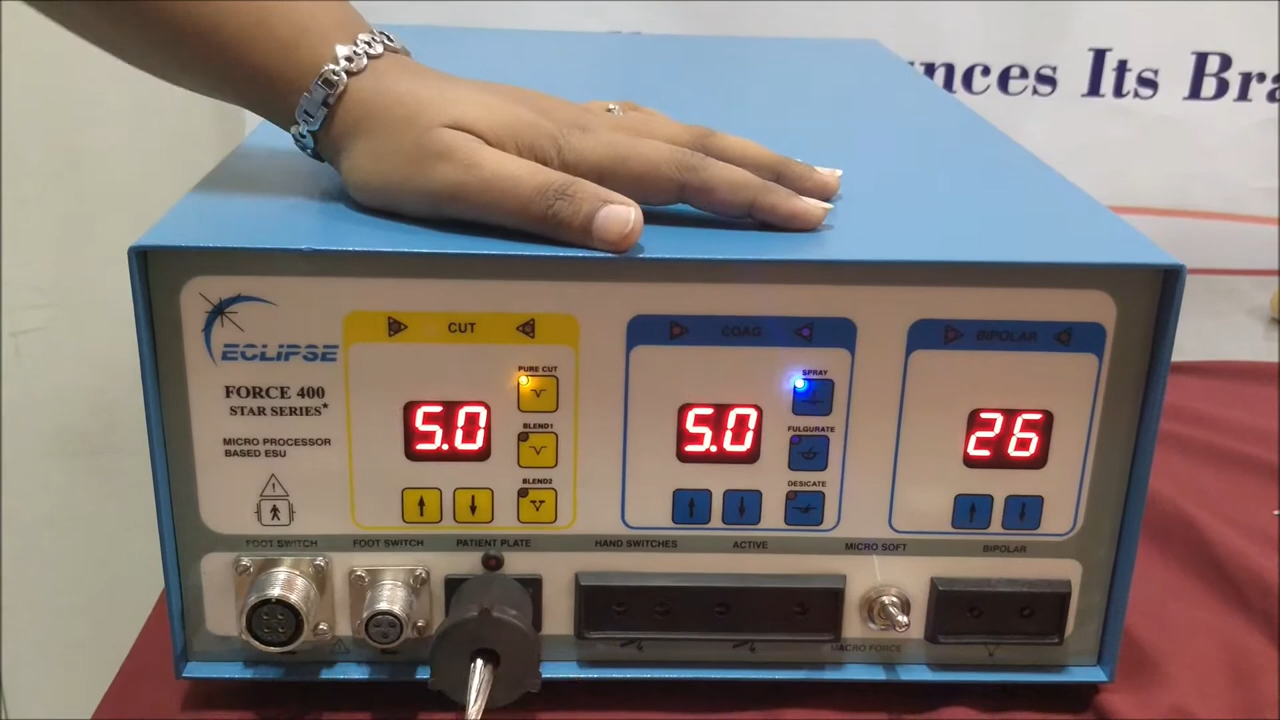 nces Its Bra
ECLIPSE
FORCE 400
STAR SERIES*
MICRO PROCESSOR
BASED ESU
CUT
PURE CUT
5.0
BLEND1
BLEND2
COAG
SPRAY
5.0
FULGURATE
DESICATE
BIPOLAR
26
FOOT SWITCH
FOOT SWITCH
PATIENT PLATE
HAND SWITCHES
ACTIVE
MICRO SOFT
BIPOLAR
MACRO FORCE